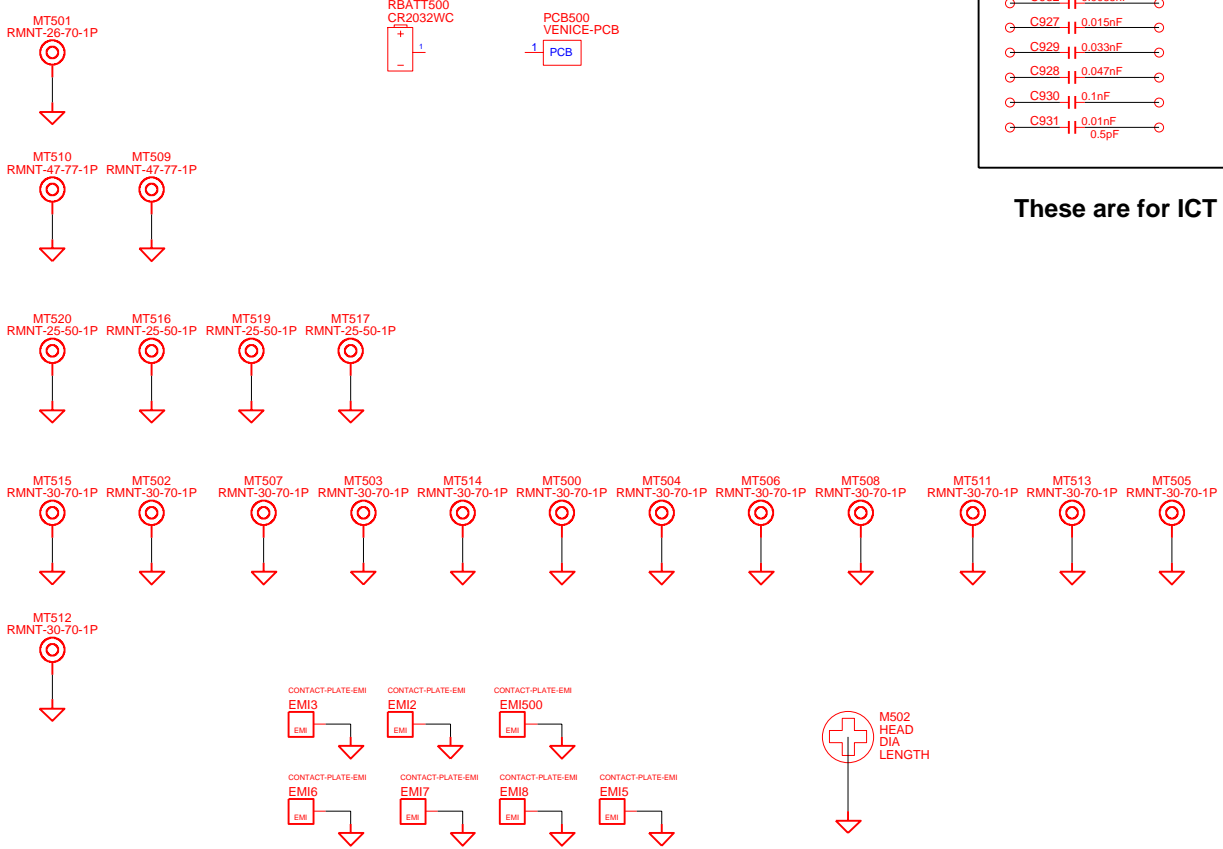 RBATT500
CR2032WC
+
1
–
PCB500
VENICE-PCB
1
PCB
C927 0.015nF
C929 0.033nF
C928 0.047nF
C930 0.1nF
C931 0.01nF
0.5pF
These are for ICT
MT501
RMNT-26-70-1P
MT510 MT509
RMNT-47-77-1P RMNT-47-77-1P
MT520 MT516 MT519 MT517
RMNT-25-50-1P RMNT-25-50-1P RMNT-25-50-1P RMNT-25-50-1P
MT515 MT502 MT507 MT503 MT514 MT500 MT504 MT506 MT508 MT511 MT513 MT505
RMNT-30-70-1P RMNT-30-70-1P RMNT-30-70-1P RMNT-30-70-1P RMNT-30-70-1P RMNT-30-70-1P RMNT-30-70-1P RMNT-30-70-1P RMNT-30-70-1P RMNT-30-70-1P RMNT-30-70-1P RMNT-30-70-1P
MT512
RMNT-30-70-1P
CONTACT-PLATE-EMI CONTACT-PLATE-EMI CONTACT-PLATE-EMI
EMI3 EMI2 EMI500
EMI EMI EMI
CONTACT-PLATE-EMI CONTACT-PLATE-EMI CONTACT-PLATE-EMI CONTACT-PLATE-EMI
EMI6 EMI7 EMI8 EMI5
EMI EMI EMI EMI
M502
HEAD
DIA
LENGTH